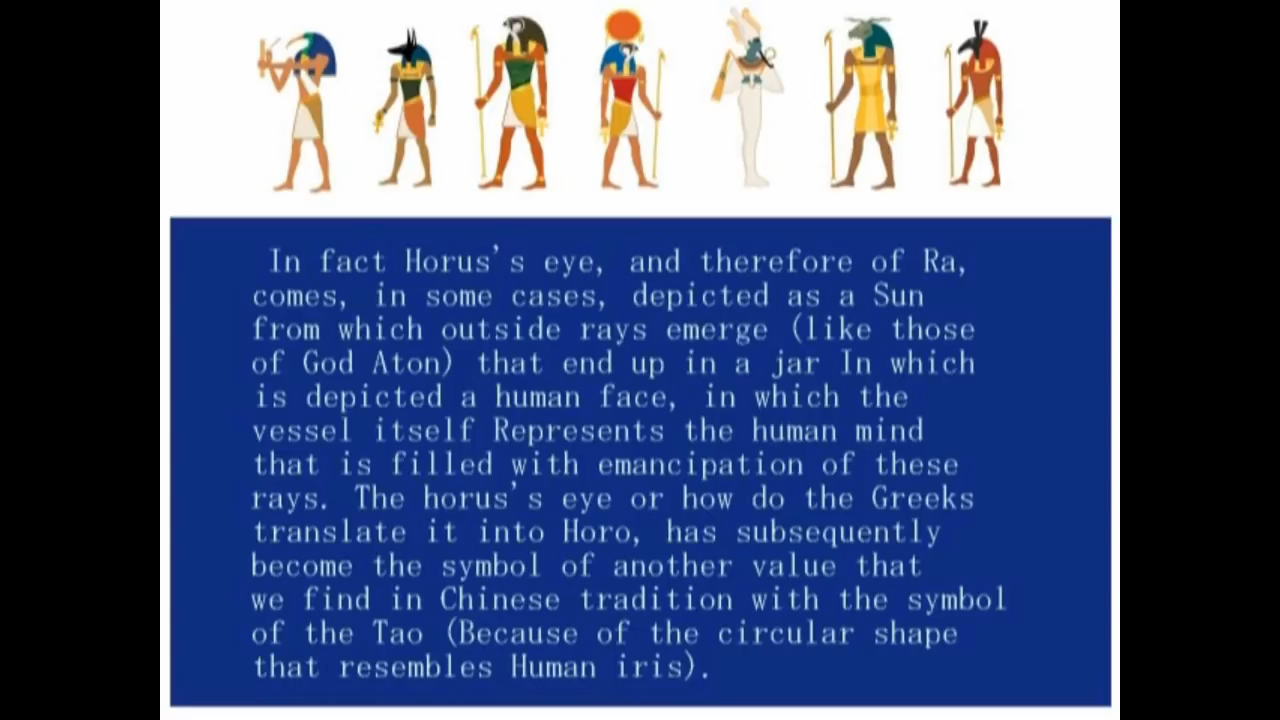 In fact Horus's eye, and therefore of Ra,
comes, in some cases, depicted as a Sun
from which outside rays emerge (like those
of God Aton) that end up in a jar In which
is depicted a human face, in which the
vessel itself Represents the human mind
that is filled with emancipation of these
rays. The horus's eye or how do the Greeks
translate it into Horo, has subsequently
become the symbol of another value that
we find in Chinese tradition with the symbol
of the Tao (Because of the circular shape
that resembles Human iris).